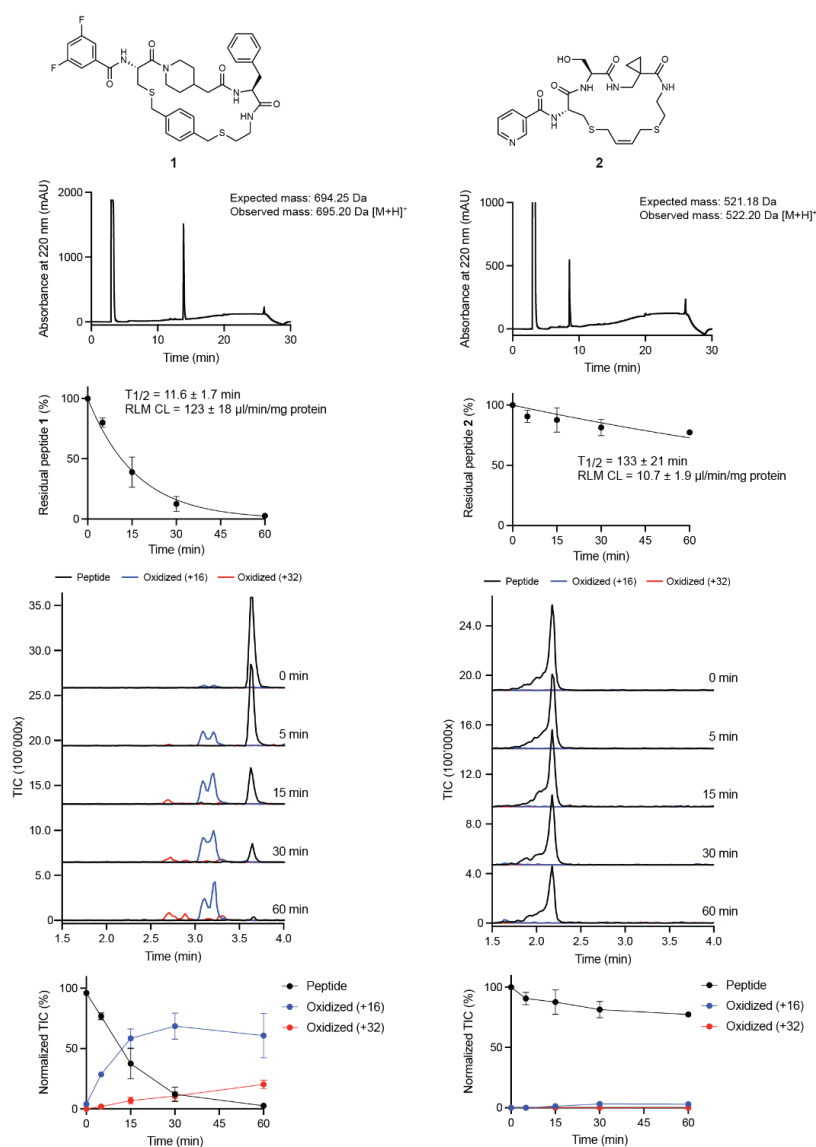 F
F
H
N
O
O
N
S
O
N
H
O
NH
S
1
HO
O
O
O
NH
HN
NH
O
N
H
N
S
S
2
Absorbance at 220 nm (mAU)
2000
1000
0
0
10
20
30
Time (min)
Expected mass: 694.25 Da
Observed mass: 695.20 Da [M+H]⁺
Absorbance at 220 nm (mAU)
1000
500
0
0
10
20
30
Time (min)
Expected mass: 521.18 Da
Observed mass: 522.20 Da [M+H]⁺
Residual peptide 1 (%)
100
50
0
0
15
30
45
60
Time (min)
T1/2 = 11.6 ± 1.7 min
RLM CL = 123 ± 18 µl/min/mg protein
Residual peptide 2 (%)
100
50
0
0
15
30
45
60
Time (min)
T1/2 = 133 ± 21 min
RLM CL = 10.7 ± 1.9 µl/min/mg protein
Peptide Oxidized (+16) Oxidized (+32)
TIC (100'000x)
35.0
25.0
20.0
15.0
10.0
5.0
0
0 min
5 min
15 min
30 min
60 min
1.5
2.0
2.5
3.0
3.5
4.0
Time (min)
Peptide Oxidized (+16) Oxidized (+32)
TIC (100'000x)
24.0
19.0
14.0
9.0
4.0
0
0 min
5 min
15 min
30 min
60 min
1.5
2.0
2.5
3.0
3.5
4.0
Time (min)
Normalized TIC (%)
100
50
0
0
15
30
45
60
Time (min)
Peptide
Oxidized (+16)
Oxidized (+32)
Normalized TIC (%)
100
50
0
0
15
30
45
60
Time (min)
Peptide
Oxidized (+16)
Oxidized (+32)